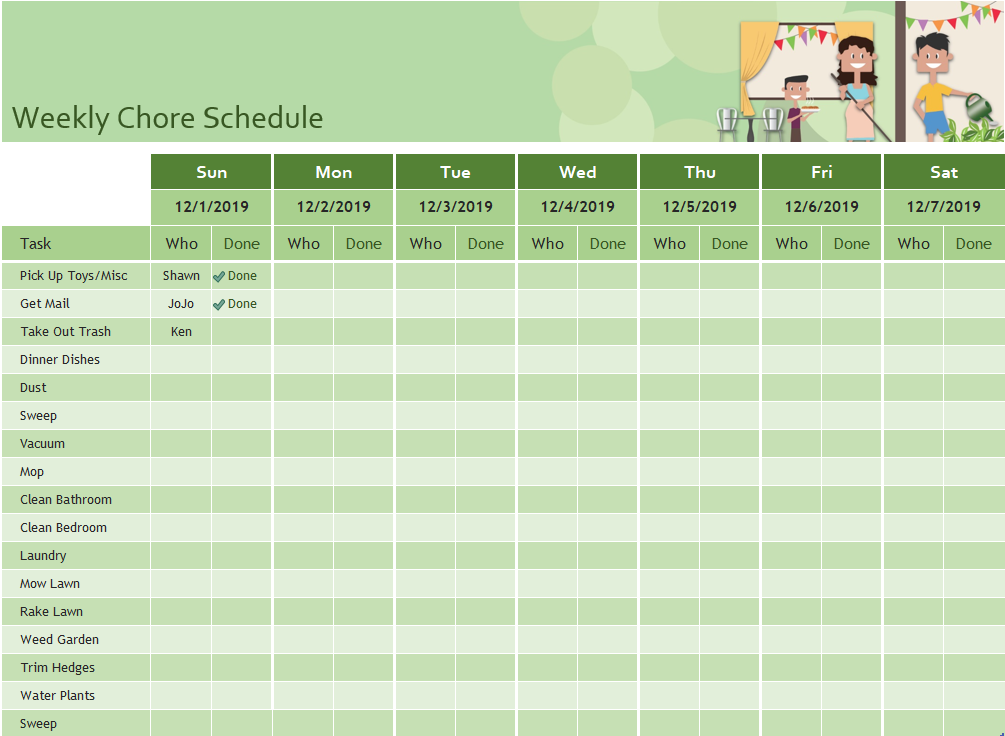 Weekly Chore Schedule
Sun Mon Tue Wed Thu Fri Sat
12/1/2019 12/2/2019 12/3/2019 12/4/2019 12/5/2019 12/6/2019 12/7/2019
Task Who Done Who Done Who Done Who Done Who Done Who Done Who Done
Pick Up Toys/Misc Shawn Done
Get Mail JoJo Done
Take Out Trash Ken
Dinner Dishes
Dust
Sweep
Vacuum
Mop
Clean Bathroom
Clean Bedroom
Laundry
Mow Lawn
Rake Lawn
Weed Garden
Trim Hedges
Water Plants
Sweep